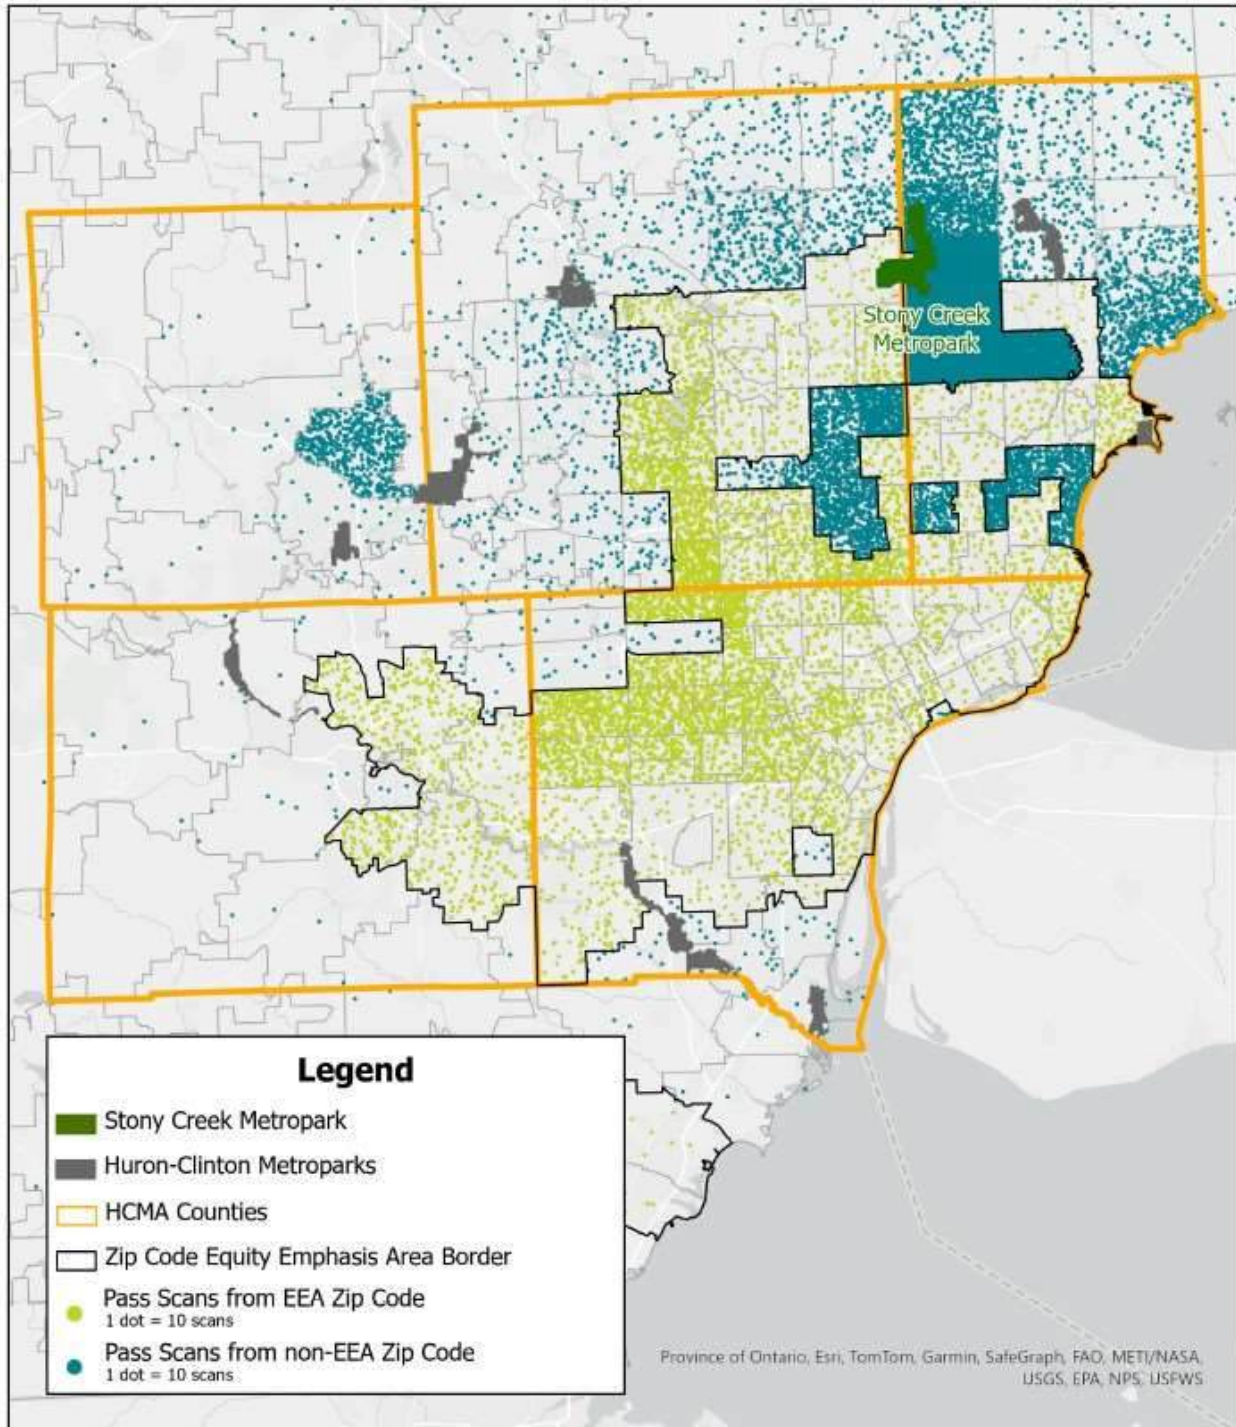 Stony Creek
Metropark
Legend
Stony Creek Metropark
Huron-Clinton Metroparks
HCMA Counties
Zip Code Equity Emphasis Area Border
Pass Scans from EEA Zip Code
1 dot = 10 scans
Pass Scans from non-EEA Zip Code
1 dot = 10 scans
Province of Ontario, Esri, TomTom, Garmin, SafeGraph, FAO, METI/NASA,
USGS, EPA, NPS, USFWS